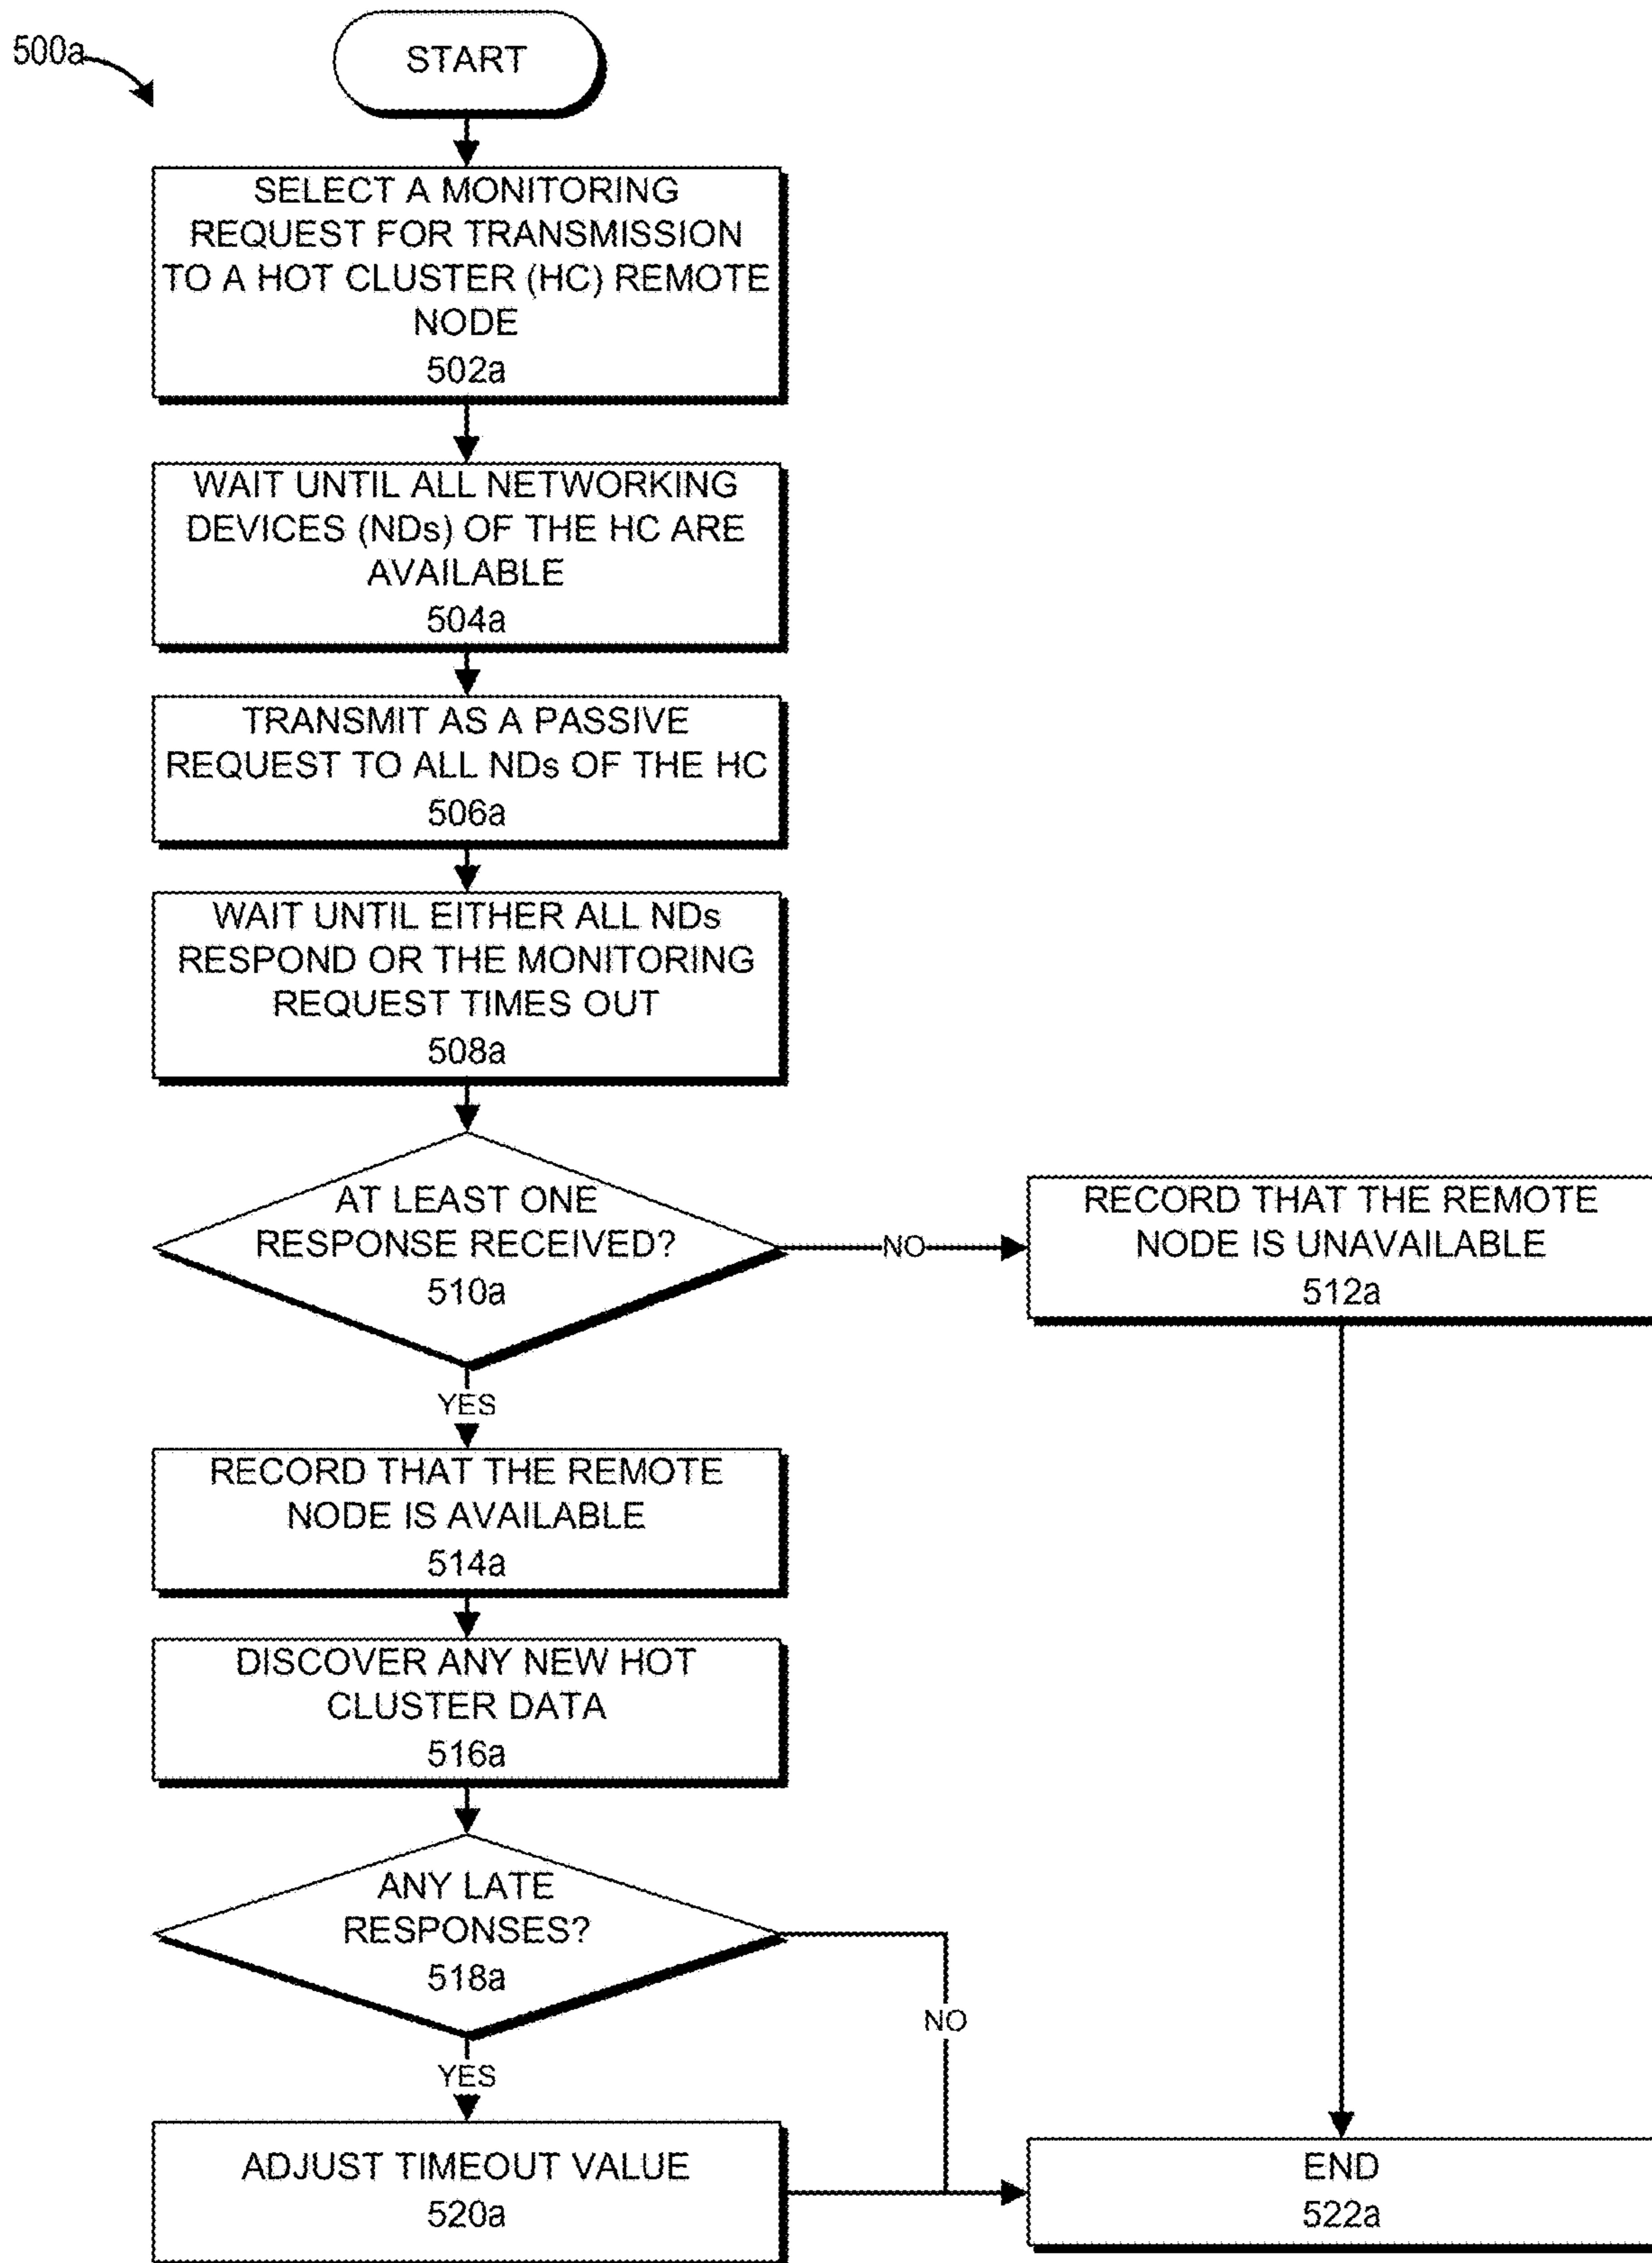 500a
START
SELECT A MONITORING
REQUEST FOR TRANSMISSION
TO A HOT CLUSTER (HC) REMOTE
NODE
502a
WAIT UNTIL ALL NETWORKING
DEVICES (NDs) OF THE HC ARE
AVAILABLE
504a
TRANSMIT AS A PASSIVE
REQUEST TO ALL NDs OF THE HC
506a
WAIT UNTIL EITHER ALL NDs
RESPOND OR THE MONITORING
REQUEST TIMES OUT
508a
AT LEAST ONE
RESPONSE RECEIVED?
510a
NO
RECORD THAT THE REMOTE
NODE IS UNAVAILABLE
512a
YES
RECORD THAT THE REMOTE
NODE IS AVAILABLE
514a
DISCOVER ANY NEW HOT
CLUSTER DATA
516a
ANY LATE
RESPONSES?
518a
NO
YES
ADJUST TIMEOUT VALUE
520a
END
522a